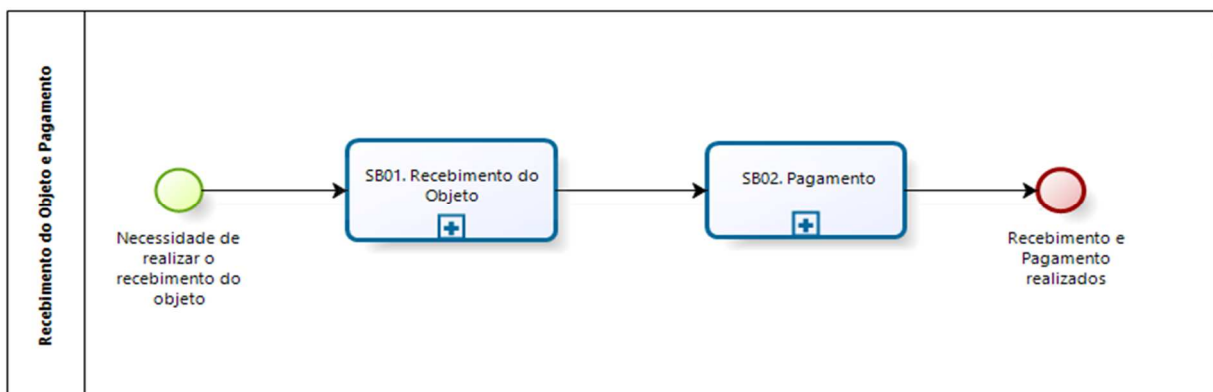 Recebimento do Objeto e Pagamento
Necessidade de
realizar o
recebimento do
objeto
SB01. Recebimento do
Objeto
SB02. Pagamento
Recebimento e
Pagamento
realizados